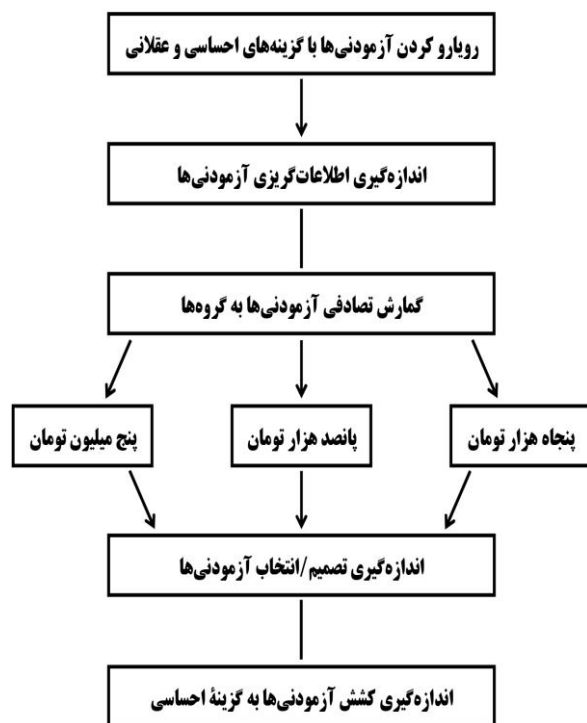 رویارو کردن آزمودنی‌ها با گزینه‌های احساسی و عقلانی
اندازه‌گیری اطلاعات‌گریزی آزمودنی‌ها
گمارش تصادفی آزمودنی‌ها به گروه‌ها
پنجاه هزار تومان
پانصد هزار تومان
پنج میلیون تومان
اندازه‌گیری تصمیم/انتخاب آزمودنی‌ها
اندازه‌گیری کشش آزمودنی‌ها به گزینۀ احساسی